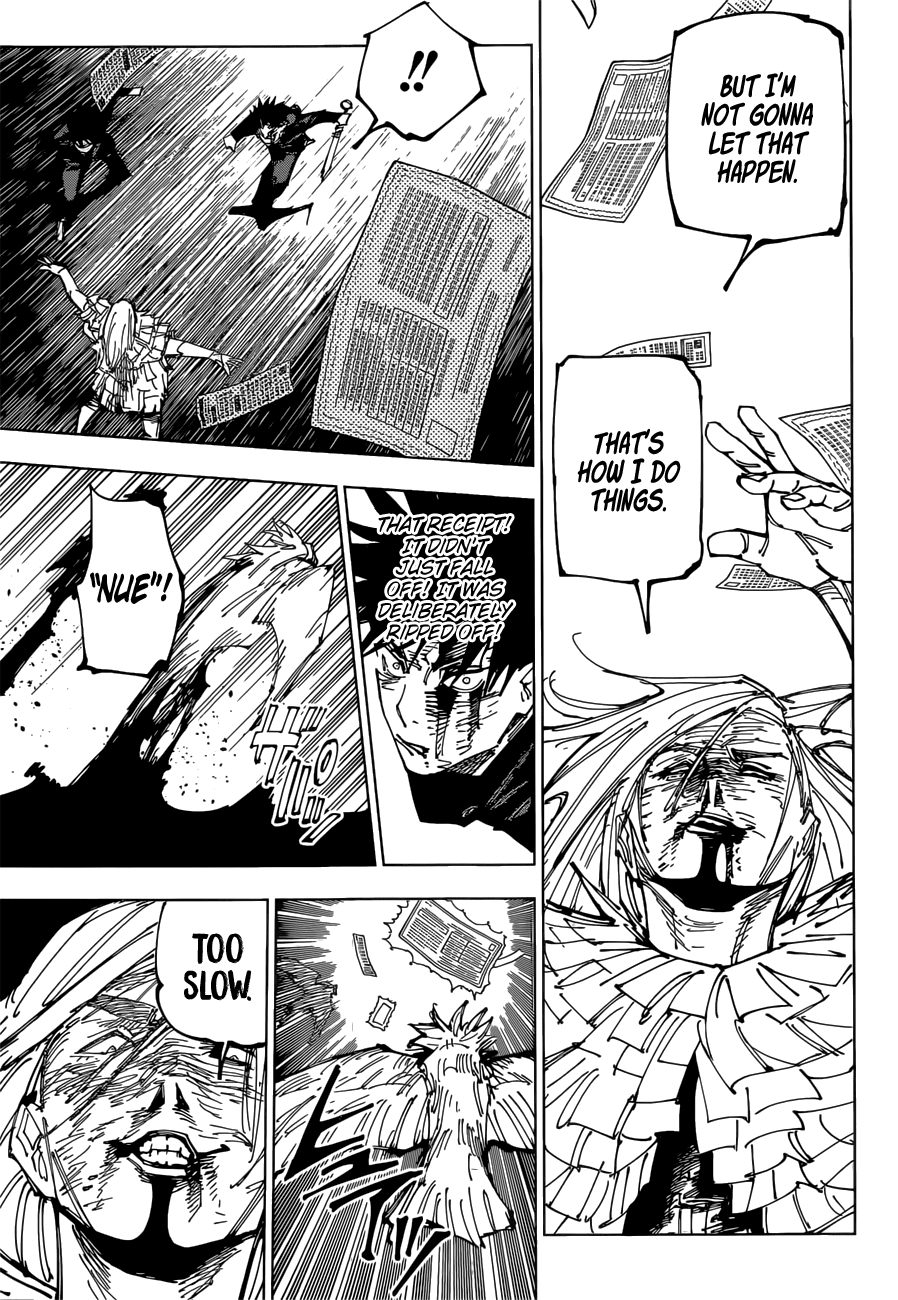 BUT I'M
NOT GONNA
LET THAT
HAPPEN.
THAT'S
HOW I DO
THINGS.
!!
THAT RECEIPT!
IT DIDN'T
JUST FALL
OFF! IT WAS
DELIBERATELY
RIPPED OFF!
"NUE"!
TOO
SLOW.